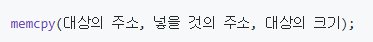 memcpy(대상의 주소, 넣을 것의 주소, 대상의 크기);